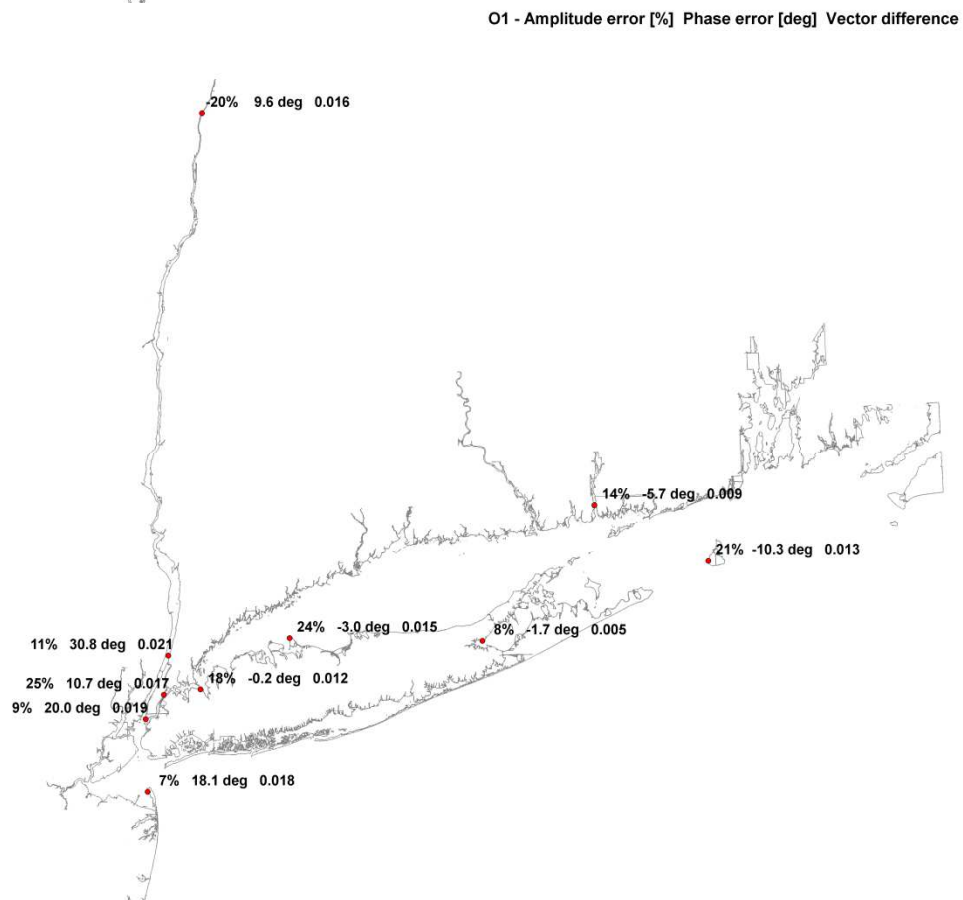 O1 - Amplitude error [%] Phase error [deg] Vector difference
-20% 9.6 deg 0.016
14% -5.7 deg 0.009
21% -10.3 deg 0.013
24% -3.0 deg 0.015
8% -1.7 deg 0.005
11% 30.8 deg 0.021
18% -0.2 deg 0.012
25% 10.7 deg 0.017
9% 20.0 deg 0.019
7% 18.1 deg 0.018